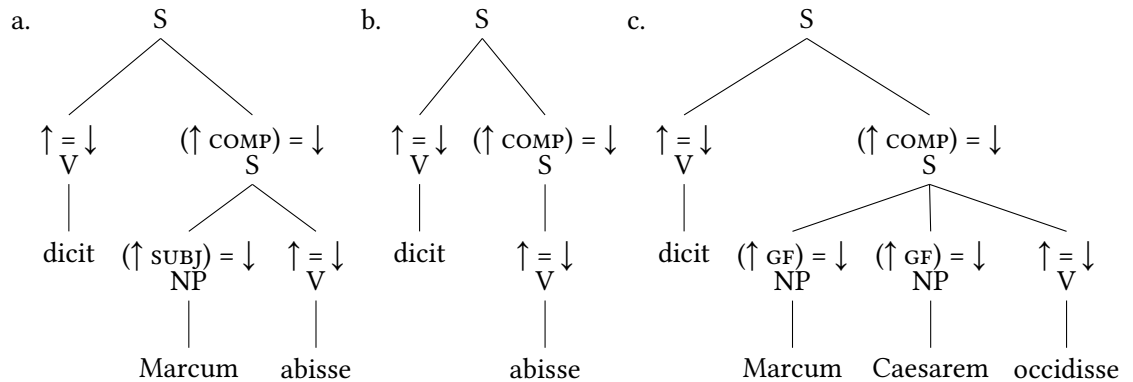 a. S b. S c. S
↑ = ↓ (↑ COMP) = ↓ ↑ = ↓ (↑ COMP) = ↓ ↑ = ↓ (↑ COMP) = ↓
V S V S V S
dicit (↑ SUBJ) = ↓ ↑ = ↓ dicit ↑ = ↓ dicit (↑ GF) = ↓ (↑ GF) = ↓ ↑ = ↓
NP V V NP NP V
Marcum abisse abisse Marcum Caesarem occidisse